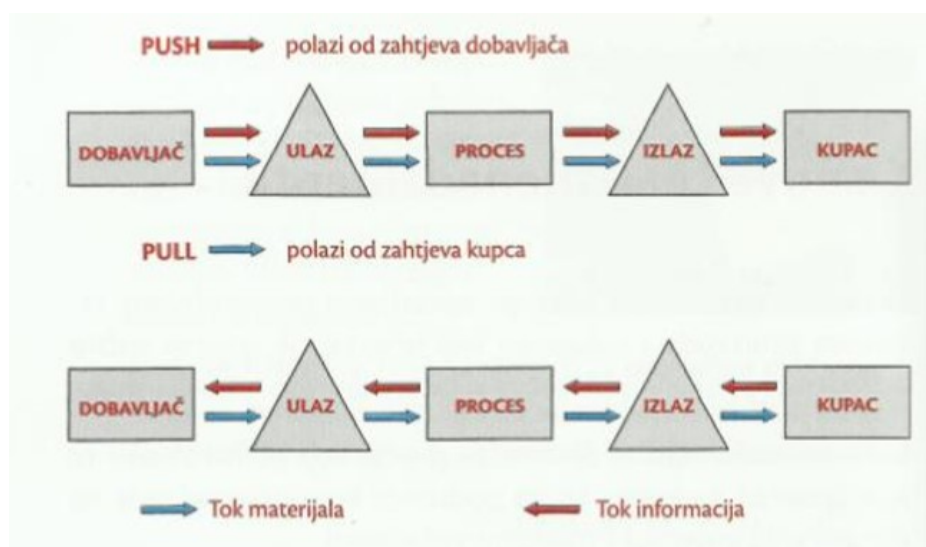 PUSH polazi od zahtjeva dobavljača
DOBAVLJAČ ULAZ PROCES IZLAZ KUPAC
PULL polazi od zahtjeva kupca
DOBAVLJAČ ULAZ PROCES IZLAZ KUPAC
Tok materijala Tok informacija